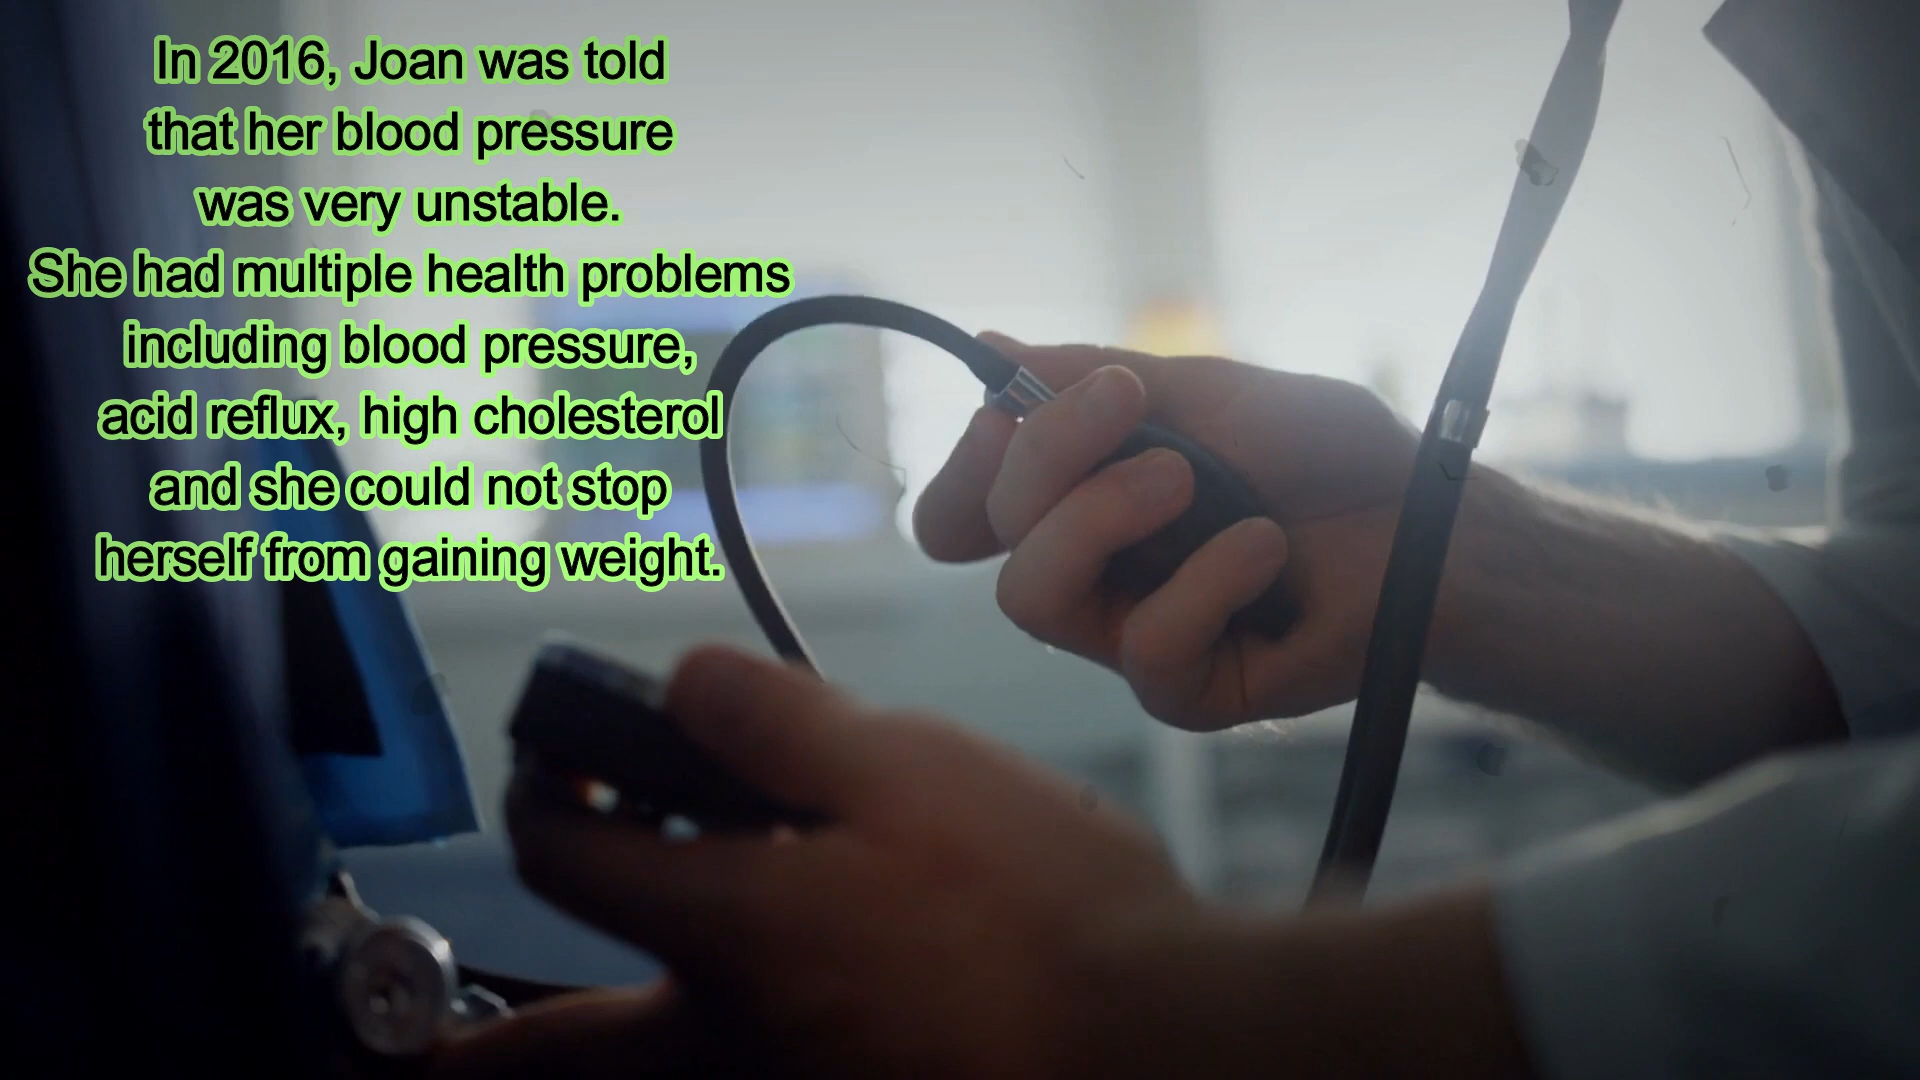 In 2016, Joan was told
that her blood pressure
was very unstable.
She had multiple health problems
including blood pressure,
acid reflux, high cholesterol
and she could not stop
herself from gaining weight.